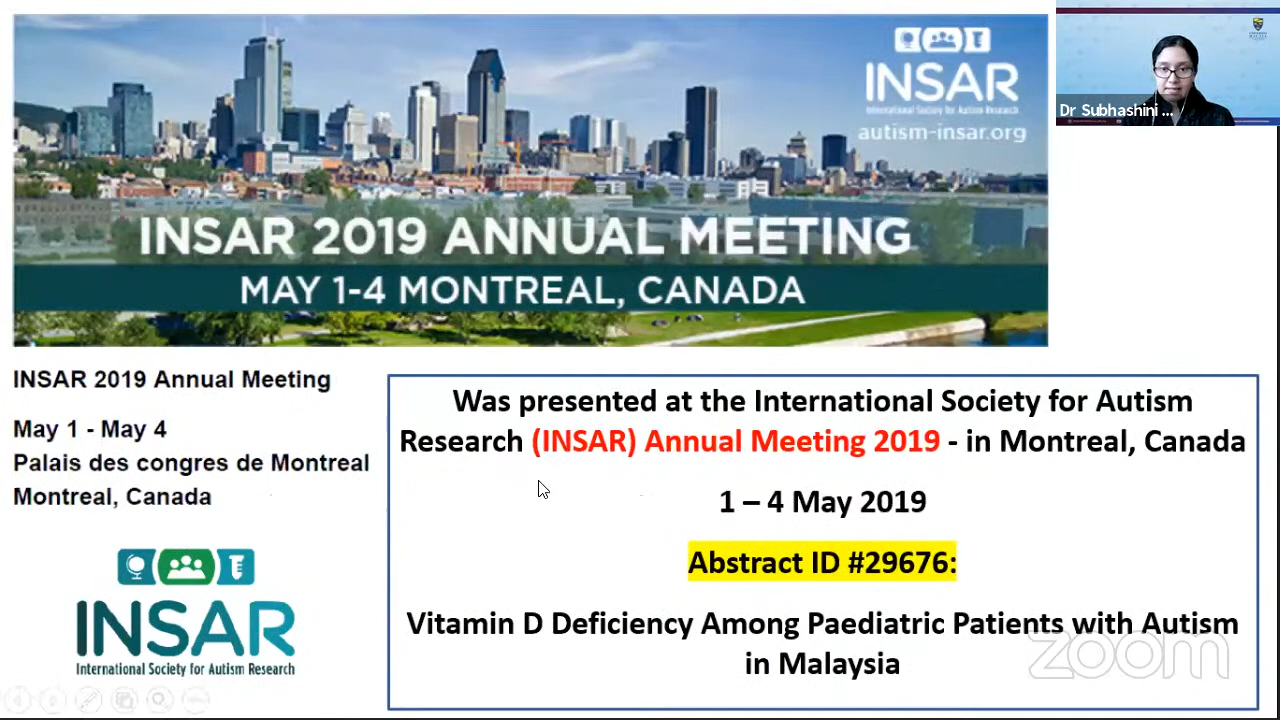 INSAR
International Society for Autism Research
autism-insar.org
INSAR 2019 ANNUAL MEETING
MAY 1-4 MONTREAL, CANADA
Dr Subhashini ...
INSAR 2019 Annual Meeting
May 1 - May 4
Palais des congres de Montreal
Montreal, Canada
INSAR
International Society for Autism Research
Was presented at the International Society for Autism
Research (INSAR) Annual Meeting 2019 - in Montreal, Canada
1 – 4 May 2019
Abstract ID #29676:
Vitamin D Deficiency Among Paediatric Patients with Autism
in Malaysia
zoom